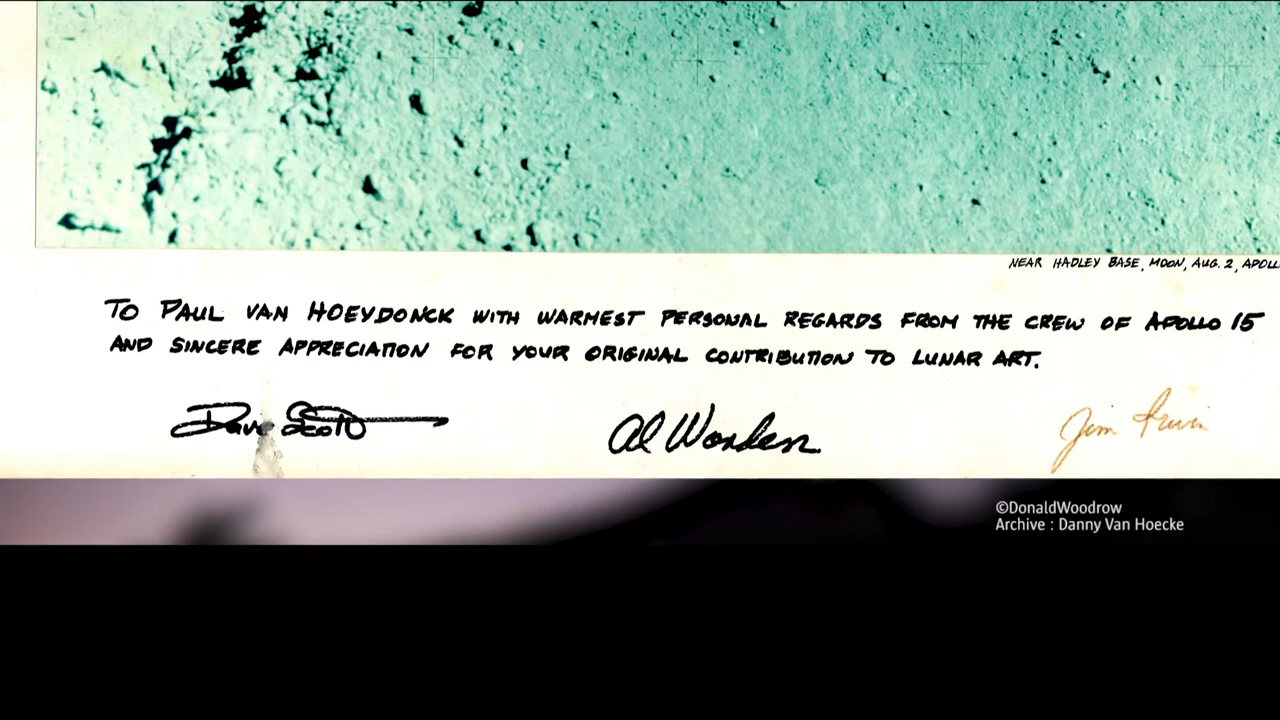 NEAR HADLEY BASE, MOON, AUG. 2, APOLL
TO PAUL VAN HOEYDONCK WITH WARMEST PERSONAL REGARDS FROM THE CREW OF APOLLO 15
AND SINCERE APPRECIATION FOR YOUR ORIGINAL CONTRIBUTION TO LUNAR ART.
Dave Scott Al Worden Jim Irwin
©DonaldWoodrow
Archive : Danny Van Hoecke